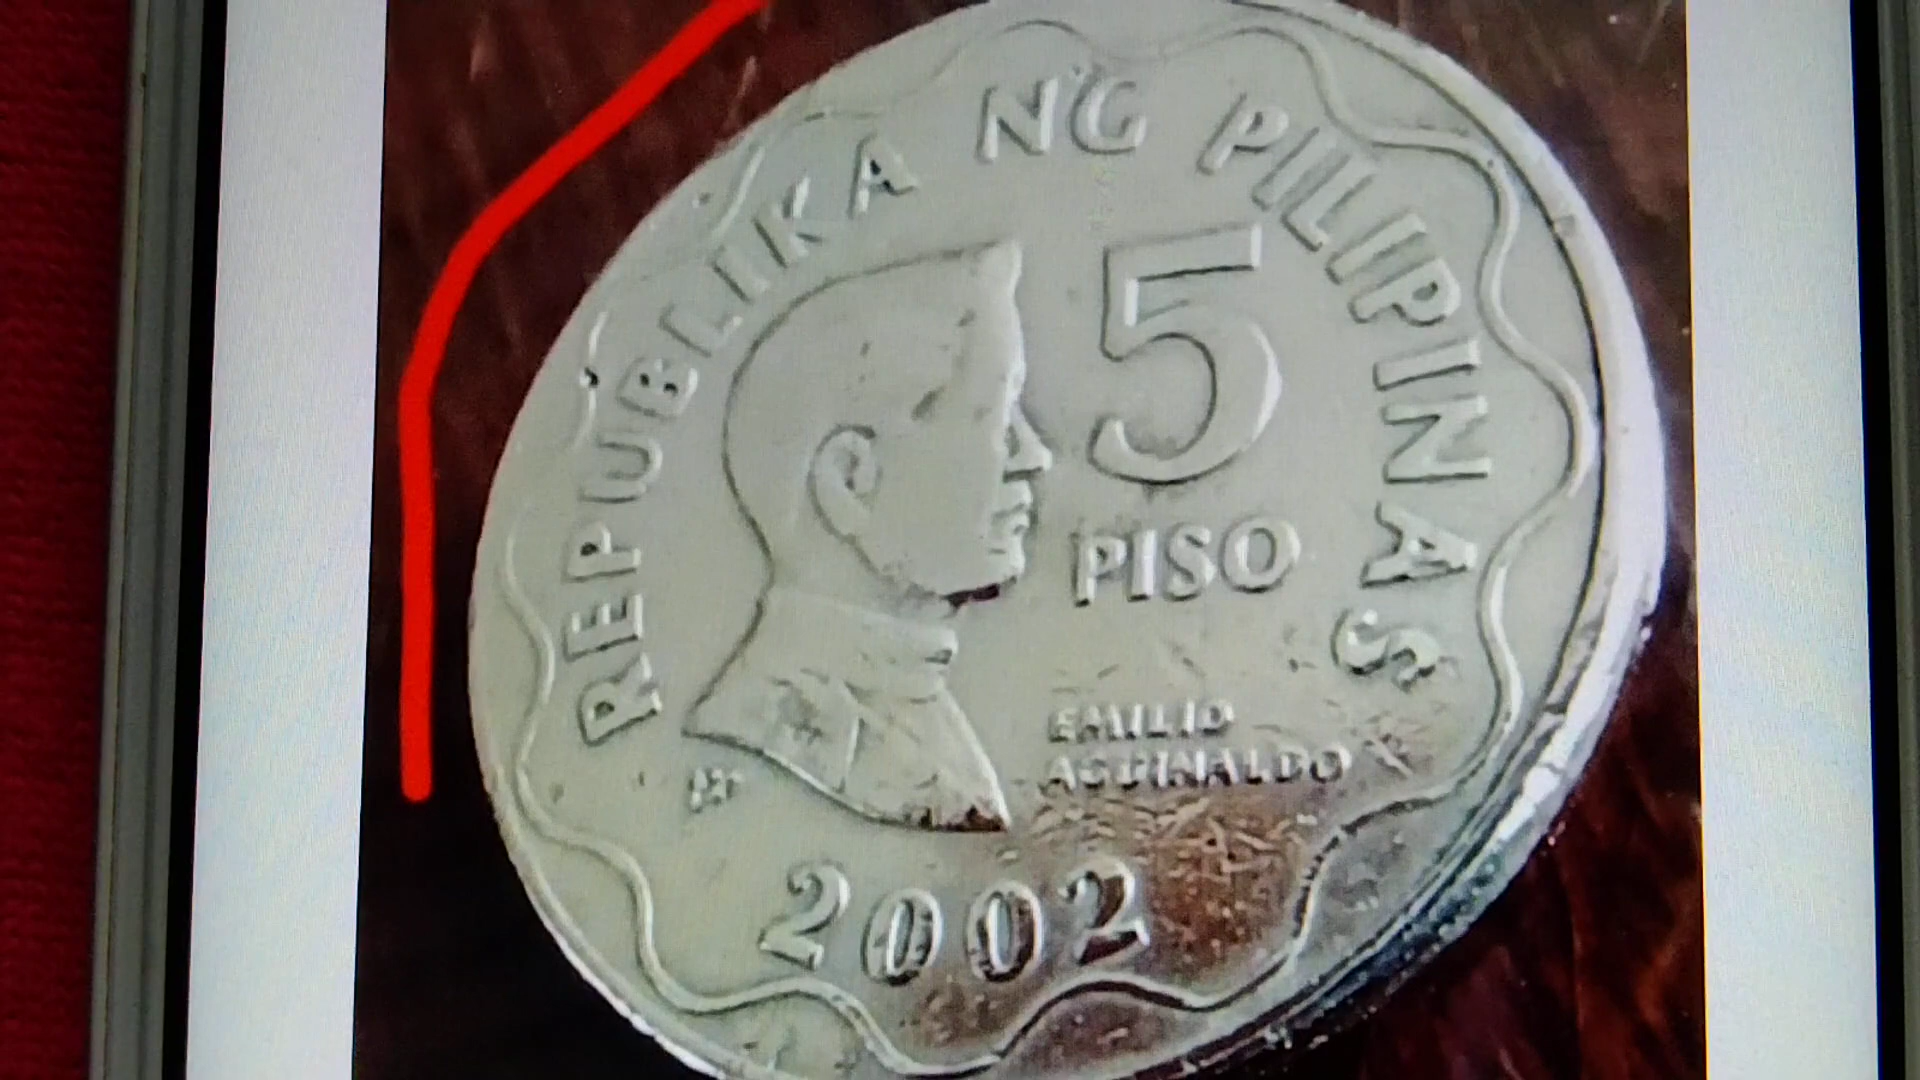 REPUBLIKA NG PILIPINAS
5
PISO
EMILIO
AGUINALDO
2002